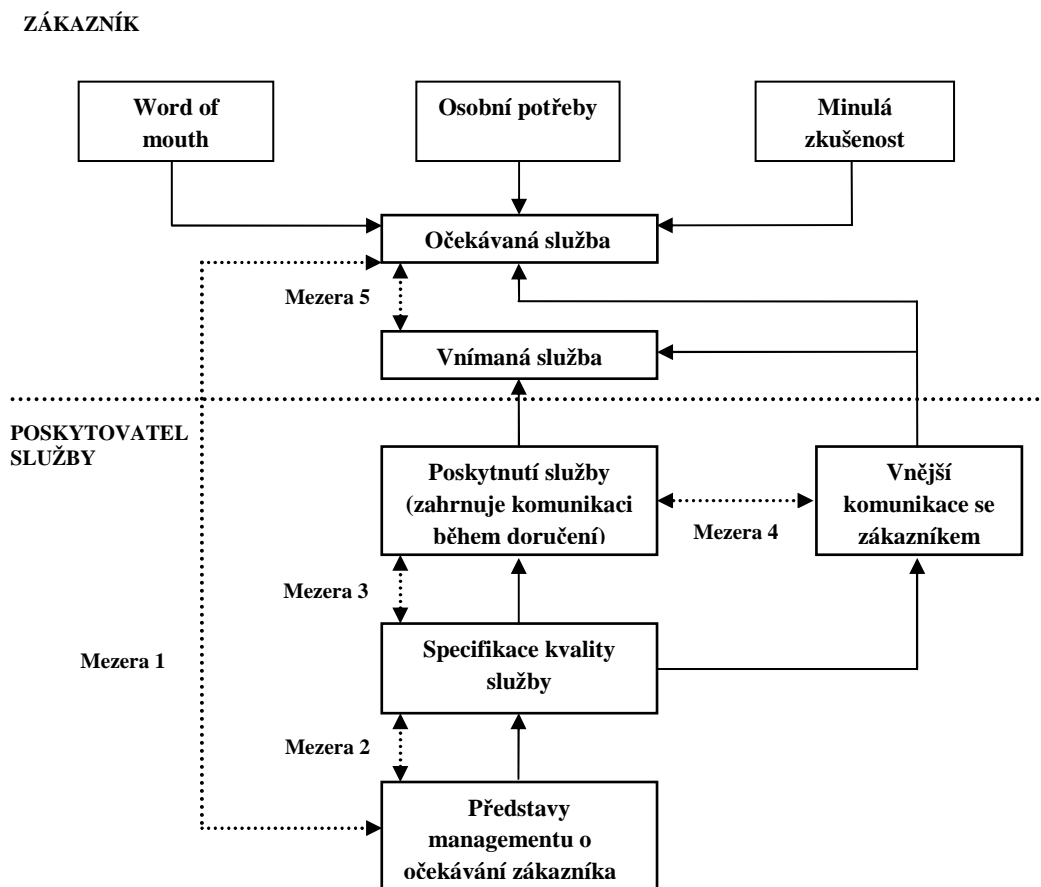 ZÁKAZNÍK
Word of
mouth
Osobní potřeby
Minulá
zkušenost
Očekávaná služba
Mezera 5
Vnímaná služba
POSKYTOVATEL
SLUŽBY
Poskytnutí služby
(zahrnuje komunikaci
během doručení)
Mezera 4
Vnější
komunikace se
zákazníkem
Mezera 3
Specifikace kvality
služby
Mezera 1
Mezera 2
Představy
managementu o
očekávání zákazníka